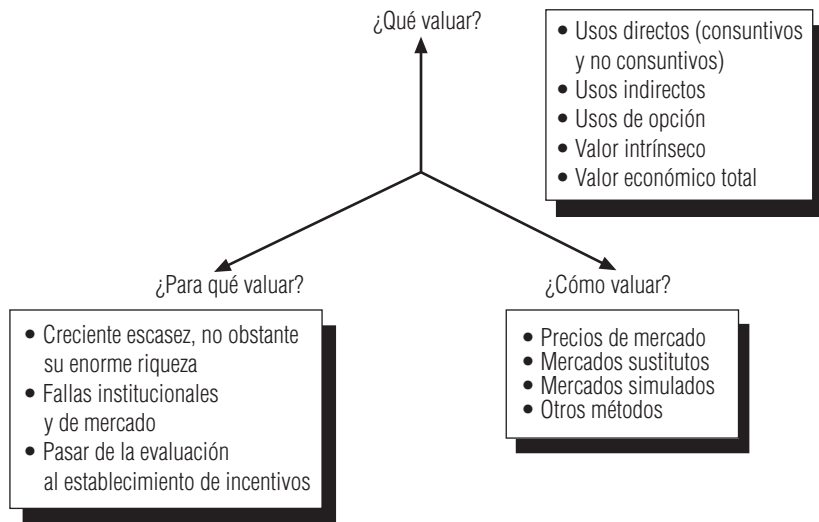 ¿Qué valuar?
• Usos directos (consuntivos
y no consuntivos)
• Usos indirectos
• Usos de opción
• Valor intrínseco
• Valor económico total
¿Para qué valuar?
• Creciente escasez, no obstante
su enorme riqueza
• Fallas institucionales
y de mercado
• Pasar de la evaluación
al establecimiento de incentivos
¿Cómo valuar?
• Precios de mercado
• Mercados sustitutos
• Mercados simulados
• Otros métodos